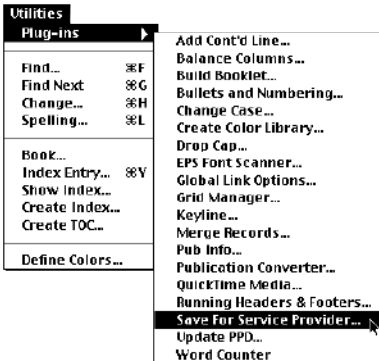 Utilities
Plug-ins
Find... ⌘F
Find Next ⌘G
Change... ⌘H
Spelling... ⌘L
Book...
Index Entry... ⌘Y
Show Index...
Create Index...
Create TOC...
Define Colors...
Add Cont'd Line...
Balance Columns...
Build Booklet...
Bullets and Numbering...
Change Case...
Create Color Library...
Drop Cap...
EPS Font Scanner...
Global Link Options...
Grid Manager...
Keyline...
Merge Records...
Pub Info...
Publication Converter...
QuickTime Media...
Running Headers & Footers...
Save For Service Provider...
Update PPD...
Word Counter